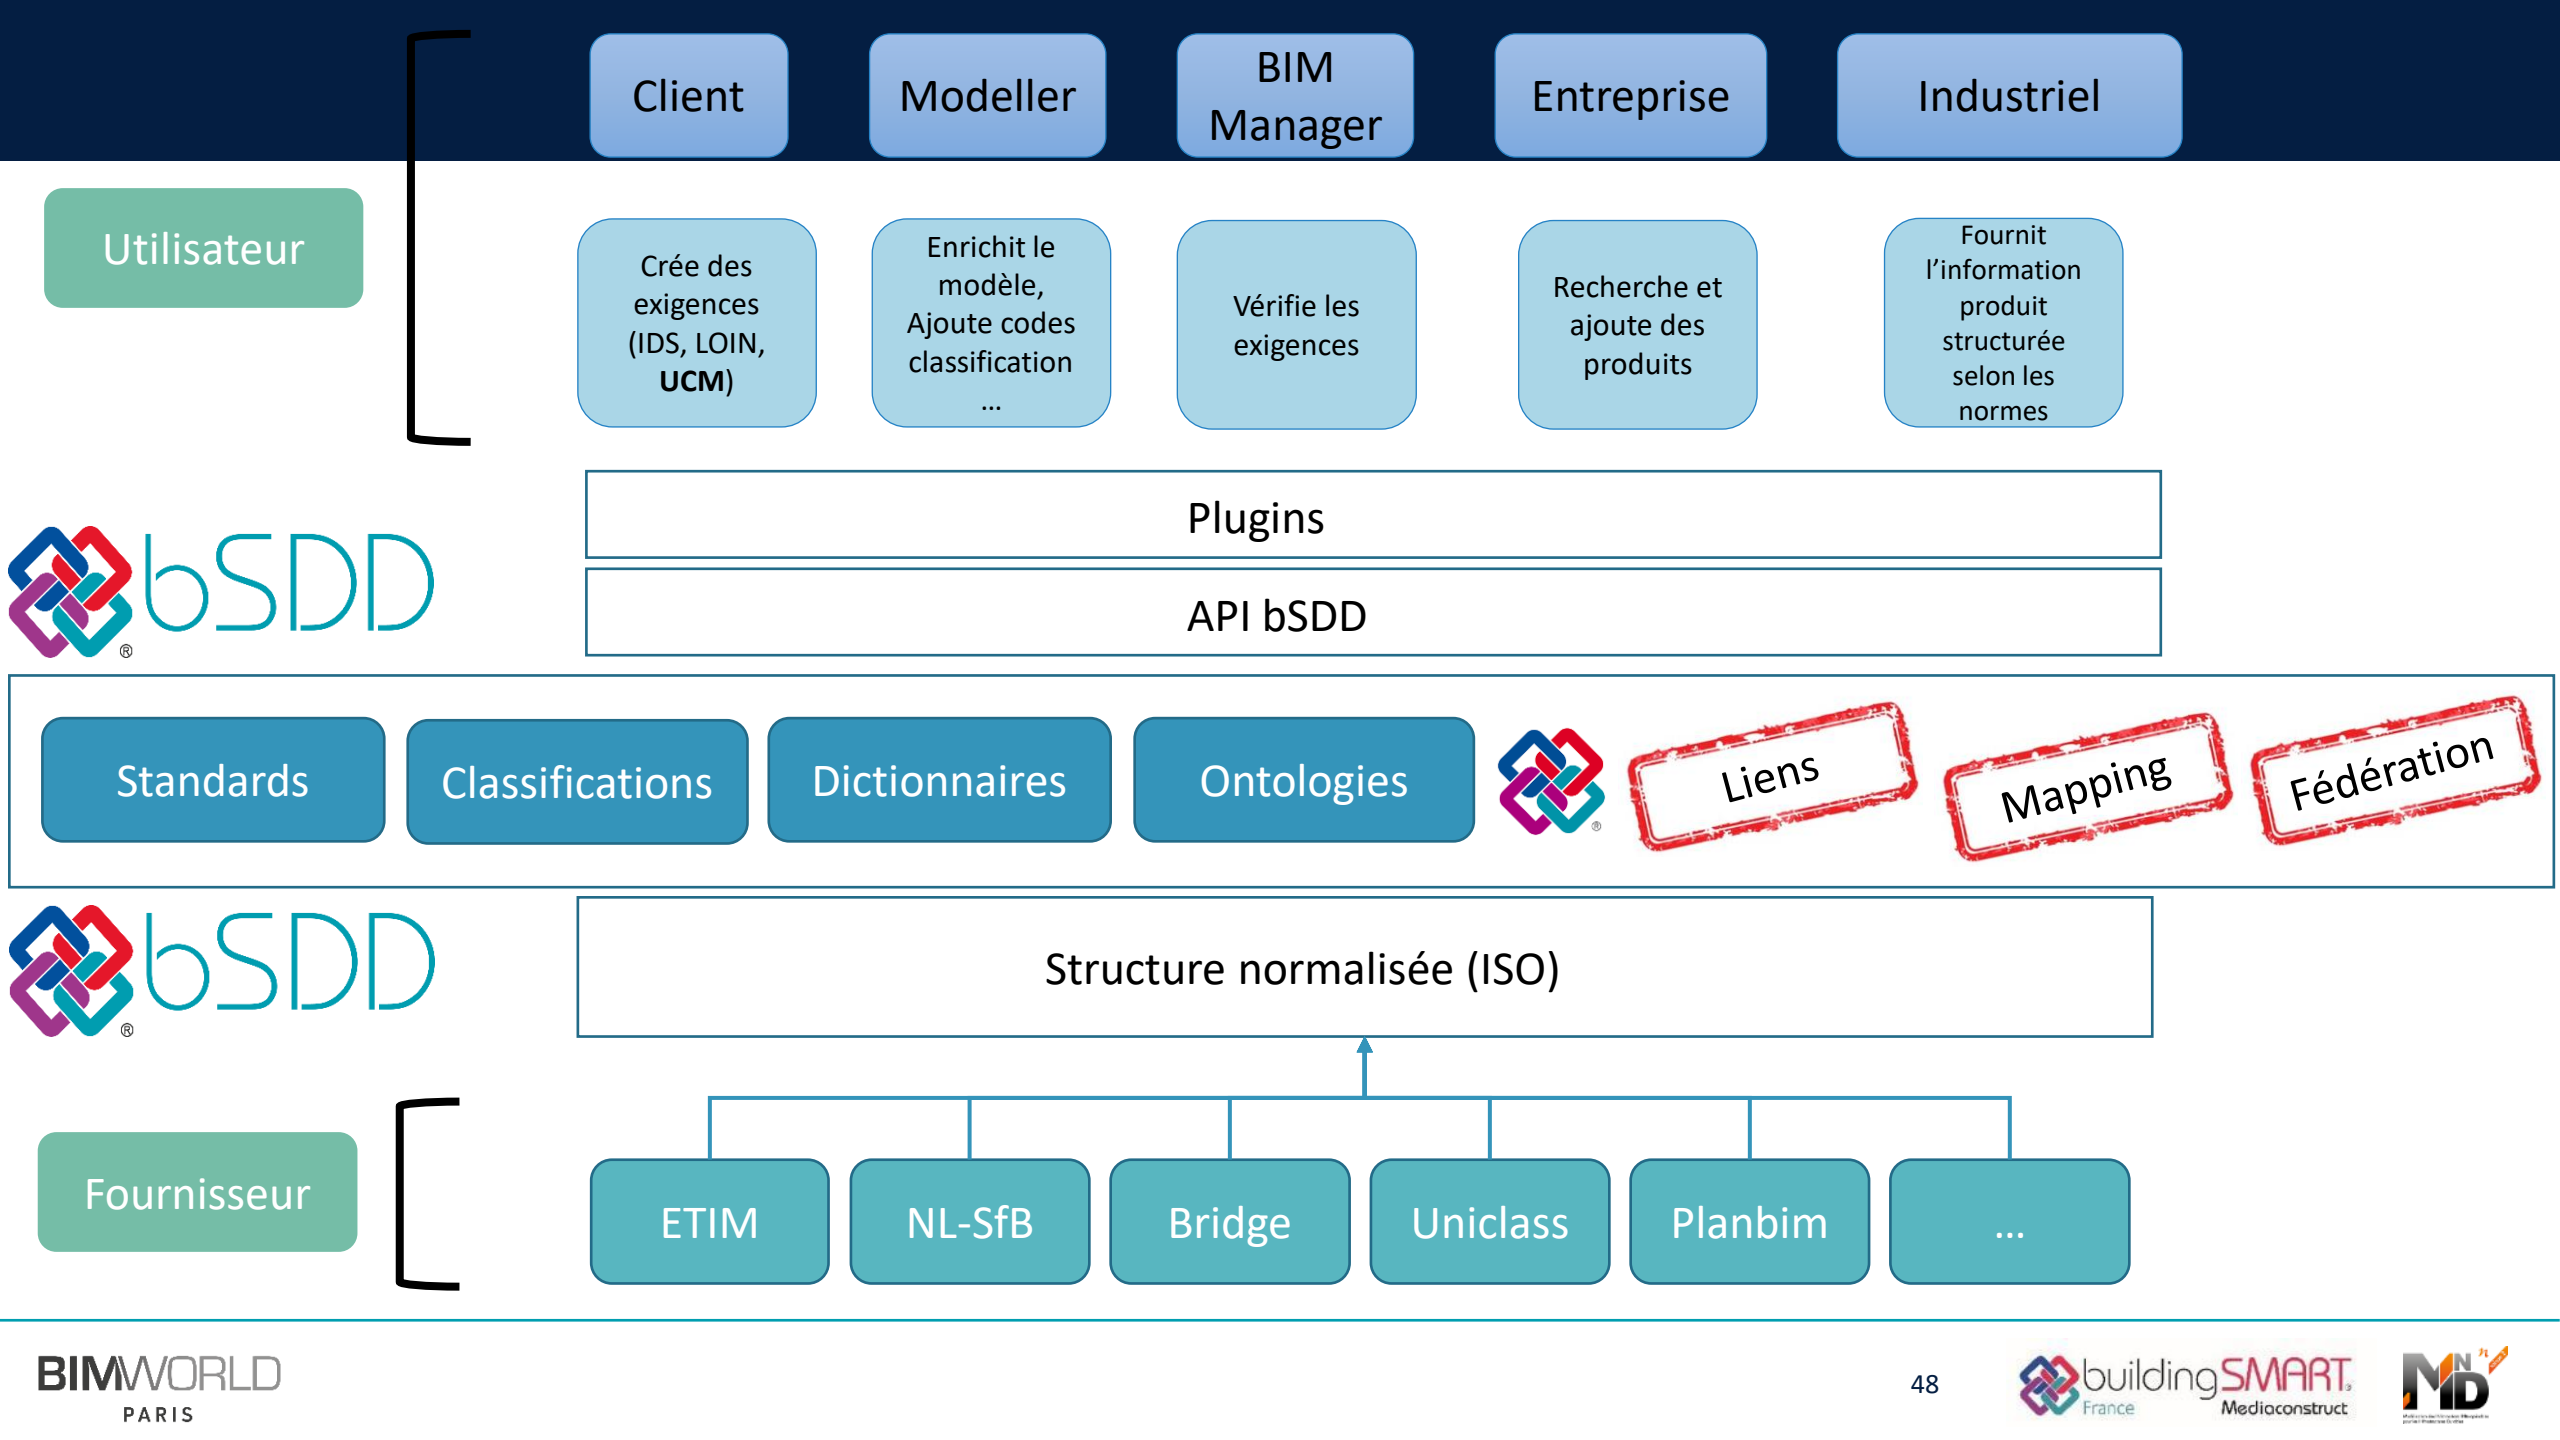 Client
Modeller
BIM
Manager
Entreprise
Industriel
Utilisateur
Crée des
exigences
(IDS, LOIN,
UCM)
Enrichit le
modèle,
Ajoute codes
classification
...
Vérifie les
exigences
Recherche et
ajoute des
produits
Fournit
l’information
produit
structurée
selon les
normes
Plugins
bSDD
®
API bSDD
Standards
Classifications
Dictionnaires
Ontologies
®
Liens
Mapping
Fédération
bSDD
®
Structure normalisée (ISO)
Fournisseur
ETIM
NL-SfB
Bridge
Uniclass
Planbim
...
BIMWORLD
PARIS
48
buildingSMART®
France
Mediaconstruct
MND
n